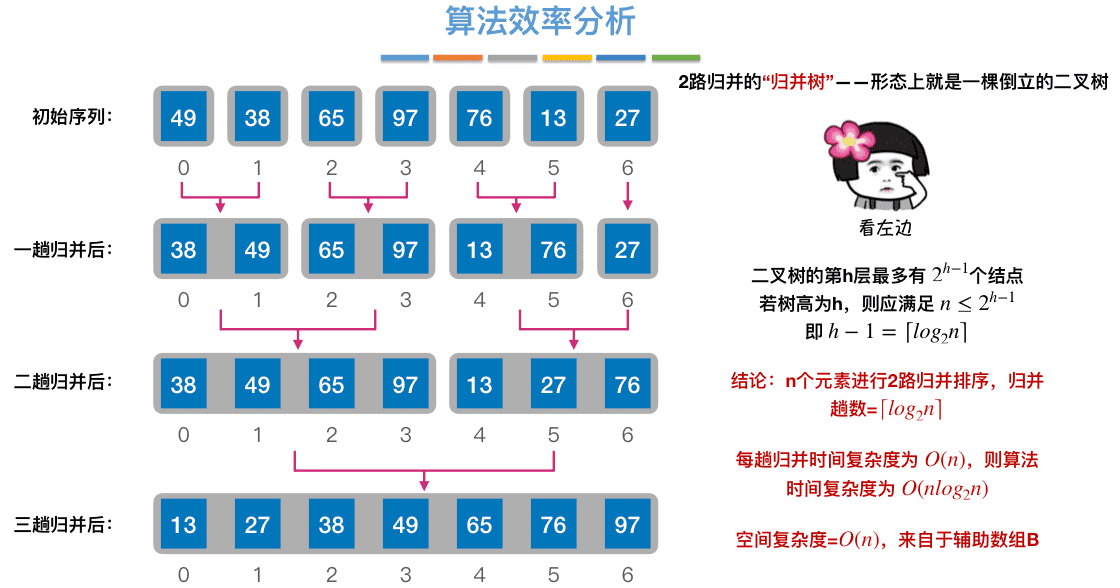 算法效率分析
2路归并的“归并树”——形态上就是一棵倒立的二叉树
初始序列: 49 38 65 97 76 13 27
0 1 2 3 4 5 6
一趟归并后: 38 49 65 97 13 76 27
0 1 2 3 4 5 6
二趟归并后: 38 49 65 97 13 27 76
0 1 2 3 4 5 6
三趟归并后: 13 27 38 49 65 76 97
0 1 2 3 4 5 6
看左边
二叉树的第h层最多有 2^{h−1}个结点
若树高为h，则应满足 n ≤ 2^{h−1}
即 h − 1 = ⌈log₂n⌉
结论：n个元素进行2路归并排序，归并
趟数=⌈log₂n⌉
每趟归并时间复杂度为 O(n)，则算法
时间复杂度为 O(nlog₂n)
空间复杂度=O(n)，来自于辅助数组B